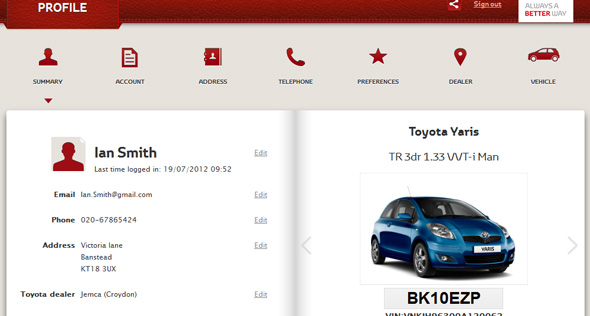 PROFILE
Sign out
ALWAYS A
BETTER WAY
SUMMARY
ACCOUNT
ADDRESS
TELEPHONE
PREFERENCES
DEALER
VEHICLE
Ian Smith
Edit
Last time logged in: 19/07/2012 09:52
Email Ian.Smith@gmail.com Edit
Phone 020-67865424 Edit
Address Victoria lane Edit
Banstead
KT18 3UX
Toyota dealer Jemca (Croydon) Edit
Toyota Yaris
TR 3dr 1.33 VVT-i Man
YARIS
BK10EZP